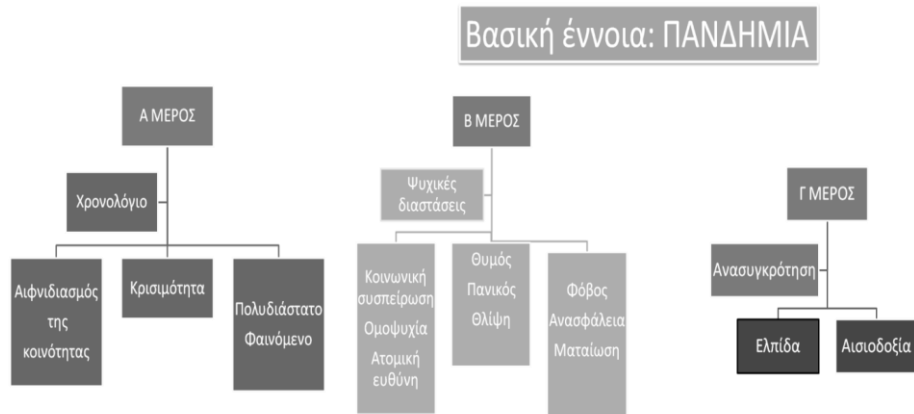 Βασική έννοια: ΠΑΝΔΗΜΙΑ
Α ΜΕΡΟΣ
Χρονολόγιο
Αιφνιδιασμός
της
κοινότητας
Κρισιμότητα
Πολυδιάστατο
Φαινόμενο
Β ΜΕΡΟΣ
Ψυχικές
διαστάσεις
Κοινωνική
συσπείρωση
Ομοψυχία
Ατομική
ευθύνη
Θυμός
Πανικός
Θλίψη
Φόβος
Ανασφάλεια
Ματαίωση
Γ ΜΕΡΟΣ
Ανασυγκρότηση
Ελπίδα
Αισιοδοξία